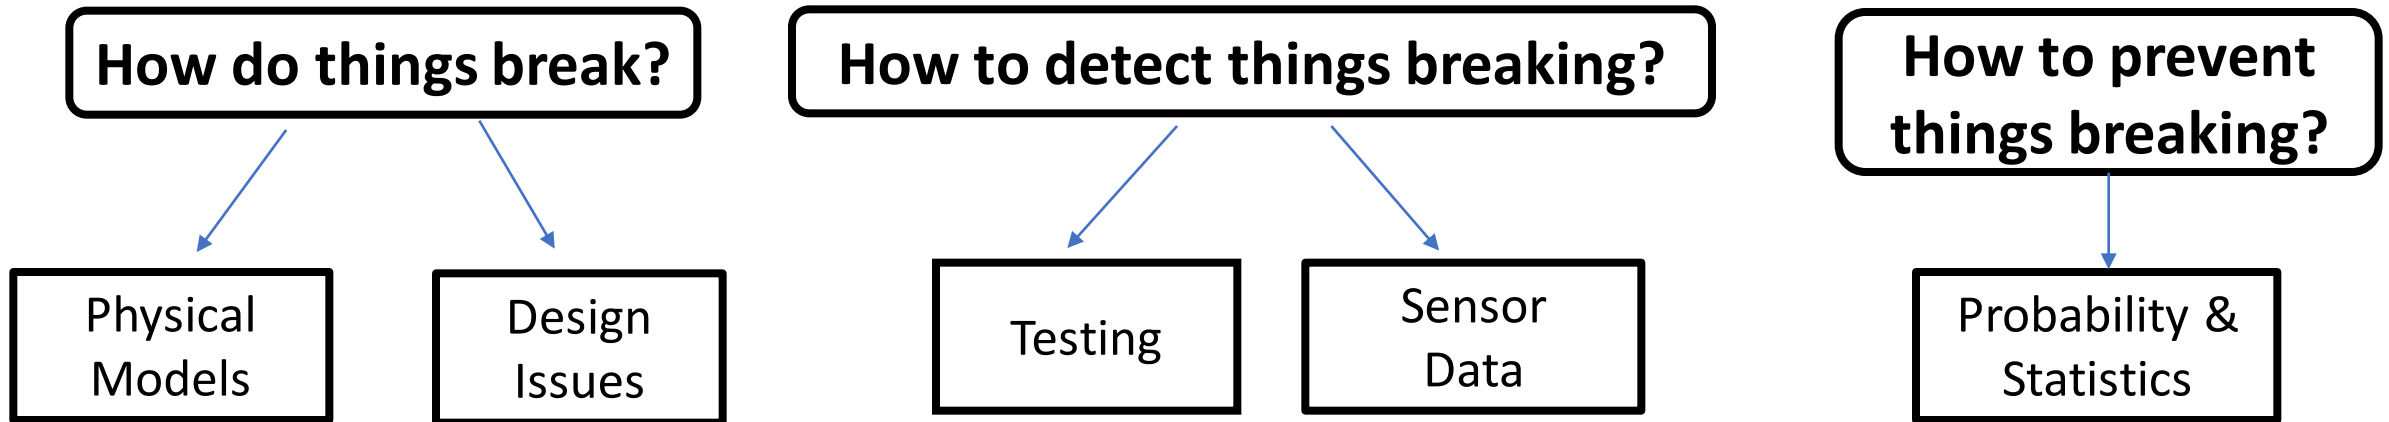 How do things break?
How to detect things breaking?
How to prevent
things breaking?
Physical
Models
Design
Issues
Testing
Sensor
Data
Probability &
Statistics